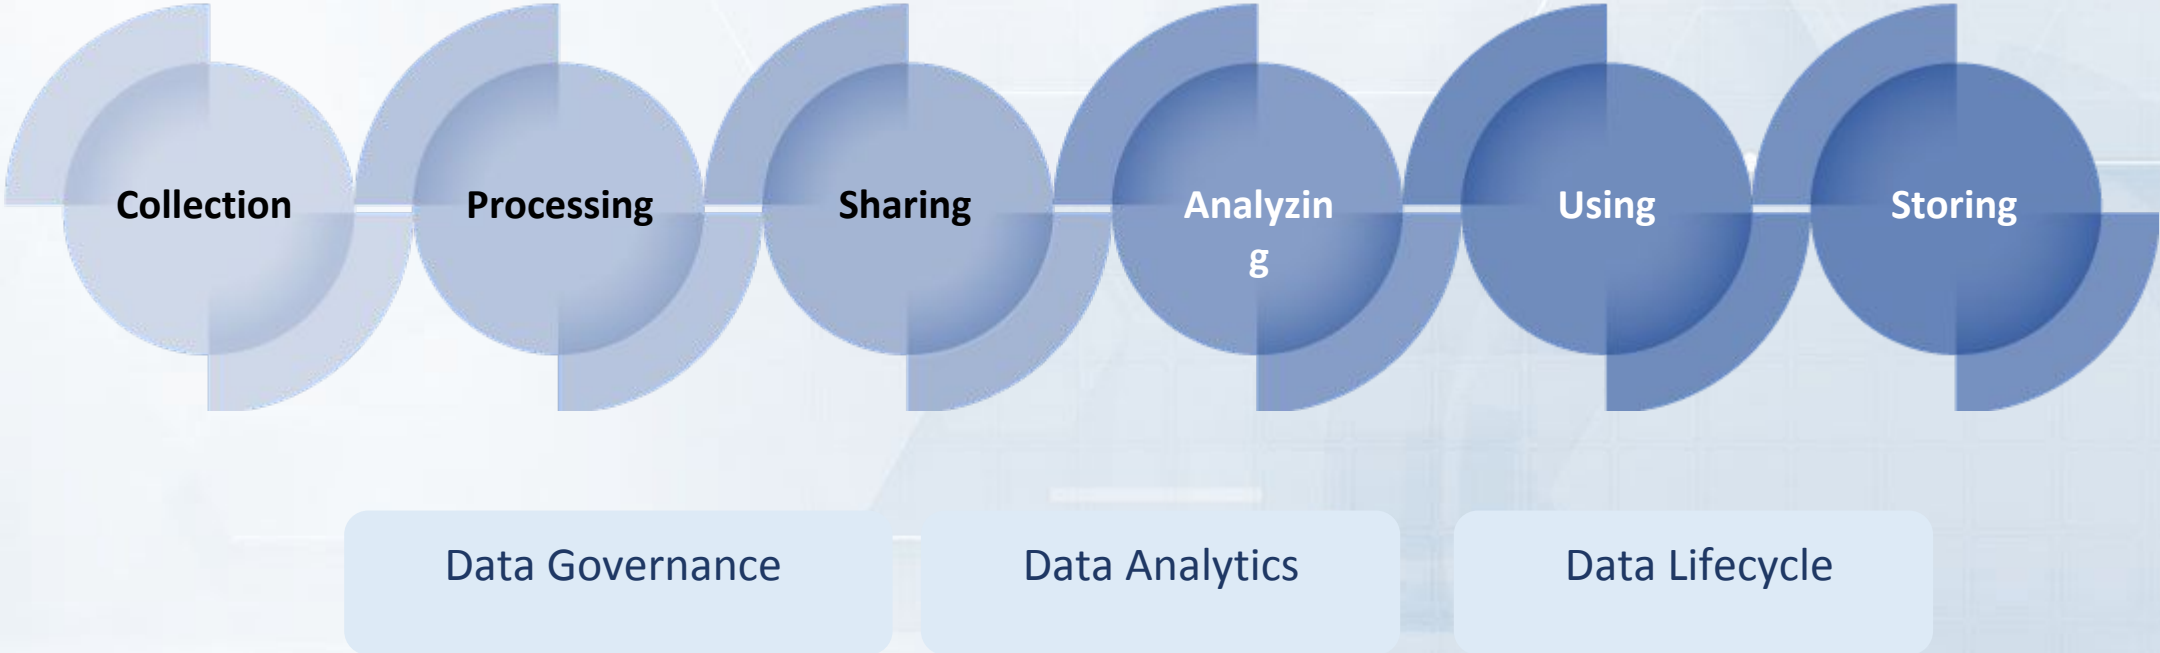 Collection
Processing
Sharing
Analyzin
g
Using
Storing
Data Governance
Data Analytics
Data Lifecycle